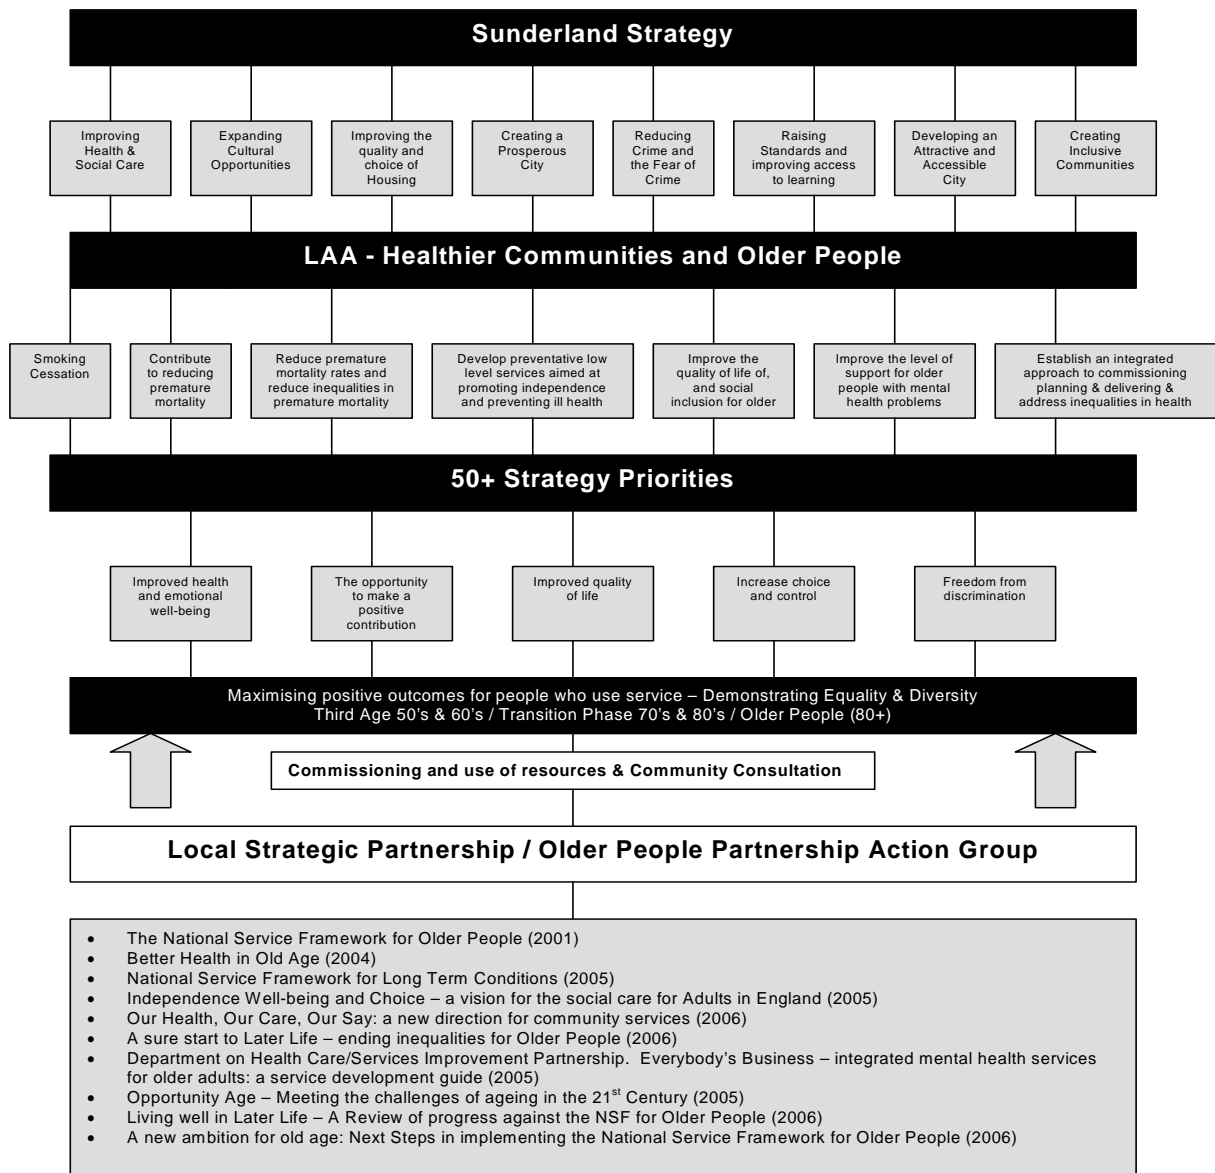 Sunderland Strategy
Improving
Health &
Social Care
Expanding
Cultural
Opportunities
Improving the
quality and
choice of
Housing
Creating a
Prosperous
City
Reducing
Crime and
the Fear of
Crime
Raising
Standards and
improving access
to learning
Developing an
Attractive and
Accessible
City
Creating
Inclusive
Communities
LAA - Healthier Communities and Older People
Smoking
Cessation
Contribute
to reducing
premature
mortality
Reduce premature
mortality rates and
reduce inequalities in
premature mortality
Develop preventative low
level services aimed at
promoting independence
and preventing ill health
Improve the
quality of life of,
and social
inclusion for older
Improve the level of
support for older
people with mental
health problems
Establish an integrated
approach to commissioning
planning & delivering &
address inequalities in health
50+ Strategy Priorities
Improved health
and emotional
well-being
The opportunity
to make a
positive
contribution
Improved quality
of life
Increase choice
and control
Freedom from
discrimination
Maximising positive outcomes for people who use service – Demonstrating Equality & Diversity
Third Age 50's & 60's / Transition Phase 70's & 80's / Older People (80+)
Commissioning and use of resources & Community Consultation
Local Strategic Partnership / Older People Partnership Action Group
• The National Service Framework for Older People (2001)
• Better Health in Old Age (2004)
• National Service Framework for Long Term Conditions (2005)
• Independence Well-being and Choice – a vision for the social care for Adults in England (2005)
• Our Health, Our Care, Our Say: a new direction for community services (2006)
• A sure start to Later Life – ending inequalities for Older People (2006)
• Department on Health Care/Services Improvement Partnership. Everybody's Business – integrated mental health services
for older adults: a service development guide (2005)
• Opportunity Age – Meeting the challenges of ageing in the 21st Century (2005)
• Living well in Later Life – A Review of progress against the NSF for Older People (2006)
• A new ambition for old age: Next Steps in implementing the National Service Framework for Older People (2006)